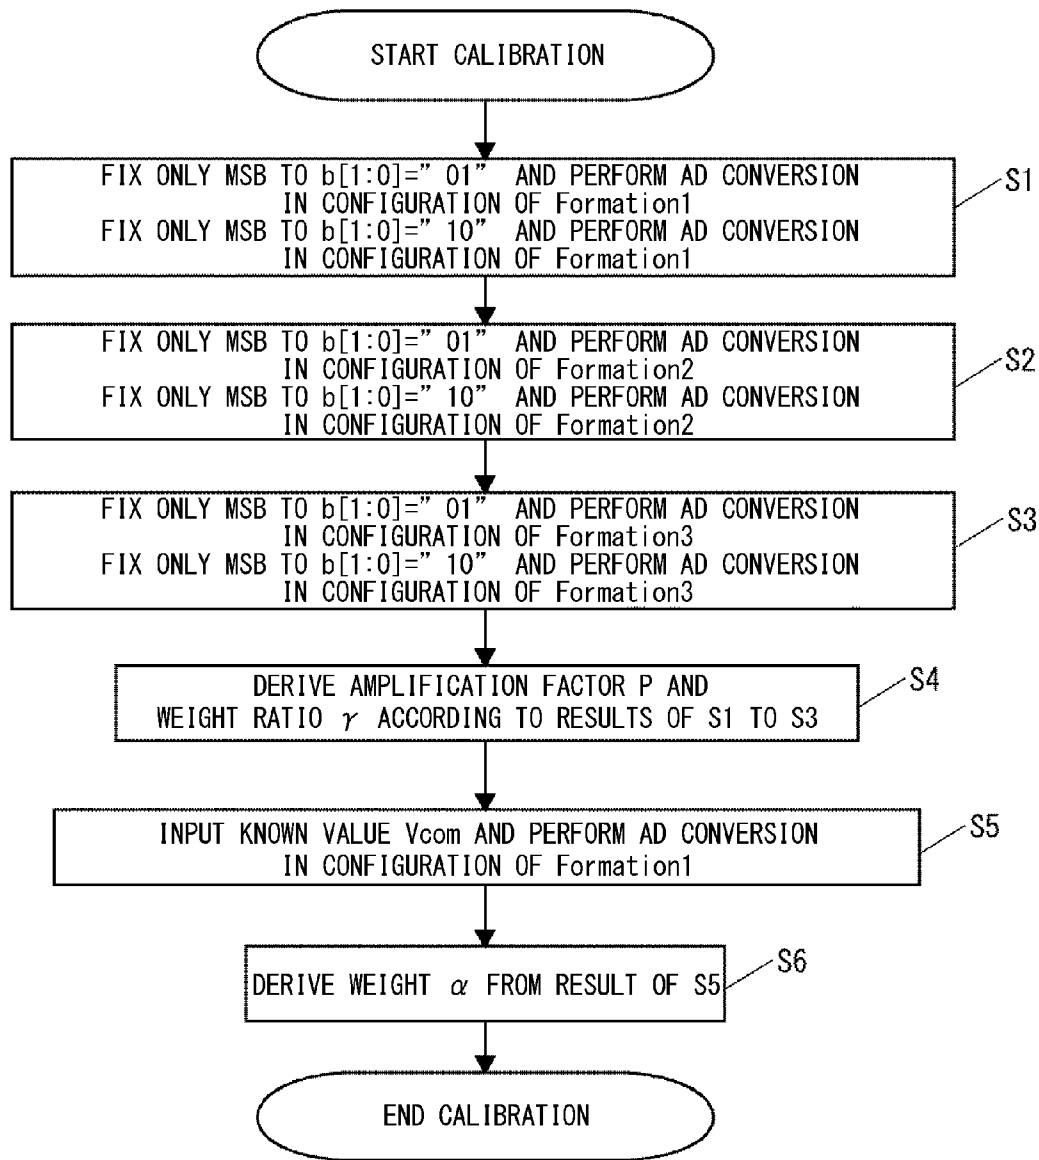 START CALIBRATION
FIX ONLY MSB TO b[1:0]=” 01” AND PERFORM AD CONVERSION
IN CONFIGURATION OF Formation1
FIX ONLY MSB TO b[1:0]=” 10” AND PERFORM AD CONVERSION
IN CONFIGURATION OF Formation1
S1
FIX ONLY MSB TO b[1:0]=” 01” AND PERFORM AD CONVERSION
IN CONFIGURATION OF Formation2
FIX ONLY MSB TO b[1:0]=” 10” AND PERFORM AD CONVERSION
IN CONFIGURATION OF Formation2
S2
FIX ONLY MSB TO b[1:0]=” 01” AND PERFORM AD CONVERSION
IN CONFIGURATION OF Formation3
FIX ONLY MSB TO b[1:0]=” 10” AND PERFORM AD CONVERSION
IN CONFIGURATION OF Formation3
S3
DERIVE AMPLIFICATION FACTOR P AND
WEIGHT RATIO γ ACCORDING TO RESULTS OF S1 TO S3
S4
INPUT KNOWN VALUE Vcom AND PERFORM AD CONVERSION
IN CONFIGURATION OF Formation1
S5
DERIVE WEIGHT α FROM RESULT OF S5
S6
END CALIBRATION